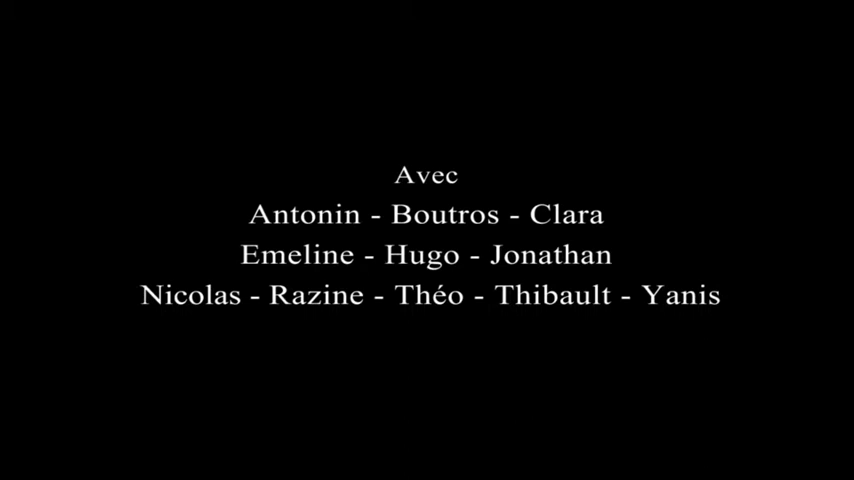 Avec
Antonin - Boutros - Clara
Emeline - Hugo - Jonathan
Nicolas - Razine - Théo - Thibault - Yanis